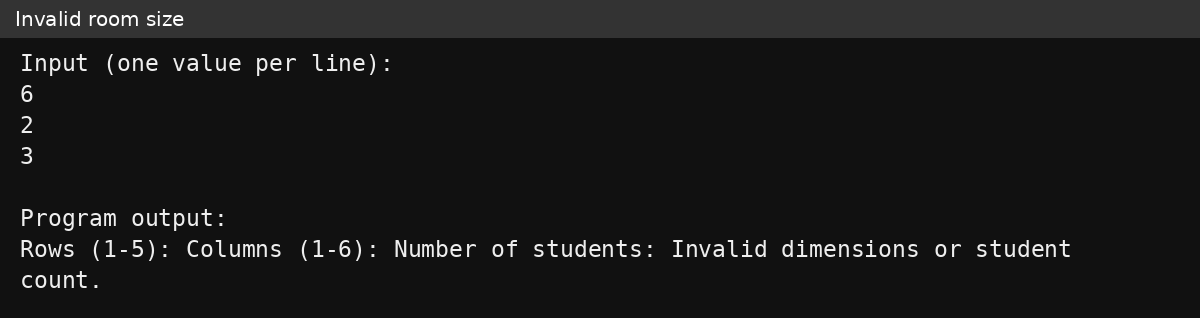 Invalid room size
Input (one value per line):
6
2
3
Program output:
Rows (1-5): Columns (1-6): Number of students: Invalid dimensions or student
count.